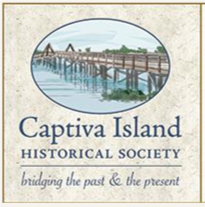 Captiva Island
HISTORICAL SOCIETY
bridging the past & the present